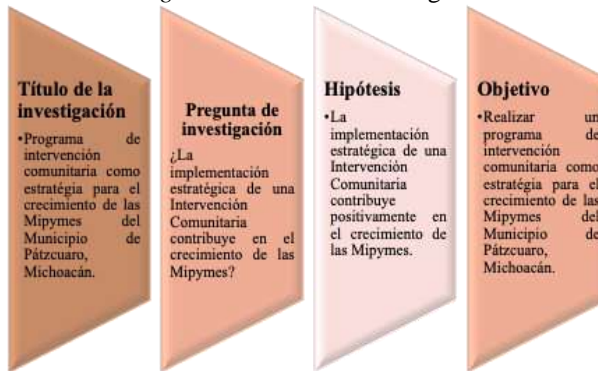 Título de la
investigación
•Programa de
intervención
comunitaria como
estratégia para el
crecimiento de las
Mipymes del
Municipio de
Pátzcuaro,
Michoacán.
Pregunta de
investigación
¿La
implementación
estratégica de una
Intervención
Comunitaria
contribuye en el
crecimiento de las
Mipymes?
Hipótesis
•La
implementación
estratégica de una
Intervención
Comunitaria
contribuye
positivamente en
el crecimiento de
las Mipymes.
Objetivo
•Realizar un
programa de
intervención
comunitaria como
estratégia para el
crecimiento de las
Mipymes del
Municipio de
Pátzcuaro,
Michoacán.